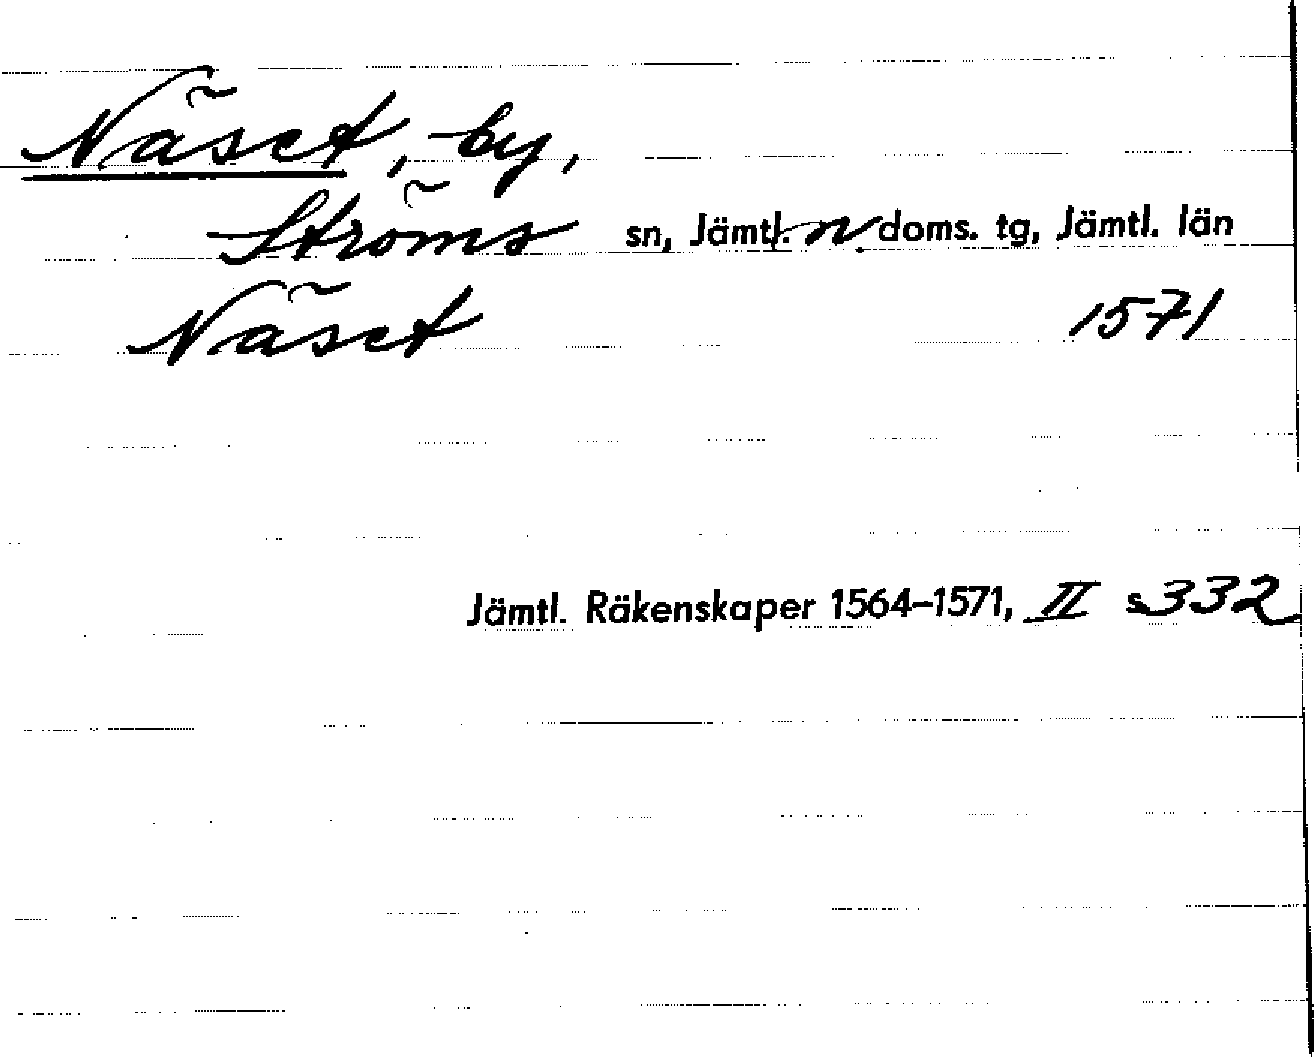 Näset, by,
Ströms sn, Jämtl. n doms. tg, Jämtl. län
Näset 1571
Jämtl. Räkenskaper 1564–1571, II s 332